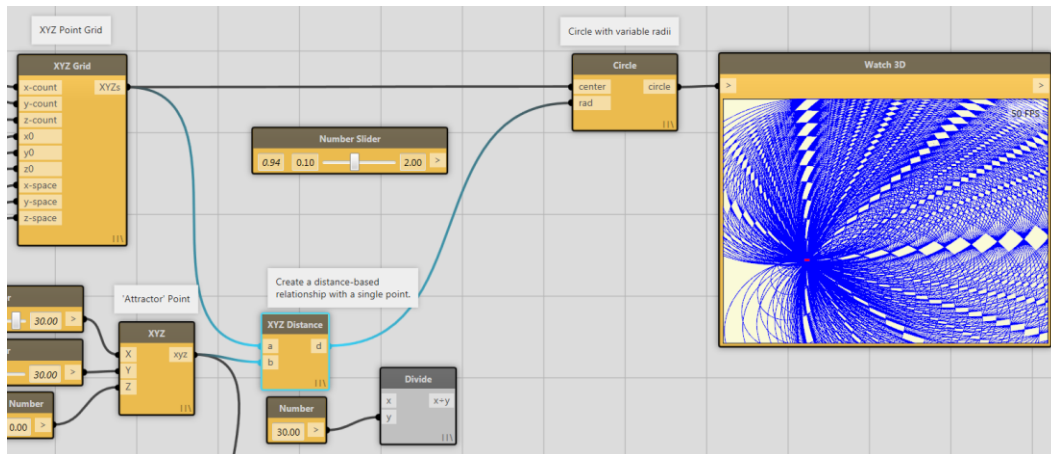 XYZ Point Grid
XYZ Grid
x-count XYZs
y-count
z-count
x0
y0
z0
x-space
y-space
z-space
Number Slider
0.94 0.10 2.00 >
Circle with variable radii
Circle
center circle
rad
Watch 3D
> >
50 FPS
'Attractor' Point
30.00 >
XYZ
X xyz
Y
Z
30.00 >
Number
0.00 >
Create a distance-based
relationship with a single point.
XYZ Distance
a d
b
Number
30.00 >
Divide
x x÷y
y